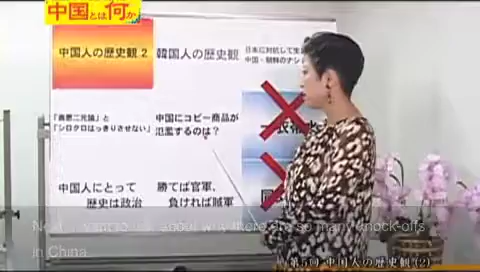 中国とは何か
中国人の歴史観 2
韓国人の歴史観
日本に対抗して生
中国・朝鮮のナシ
「善悪二元論」と
「シロクロはっきりさせない」
中国にコピー商品が
氾濫するのは?
中国人にとって
歴史は政治
勝てば官軍、
負ければ賊軍
about why there are so many knock-offs
in China
第5回 中国人の歴史観(2)